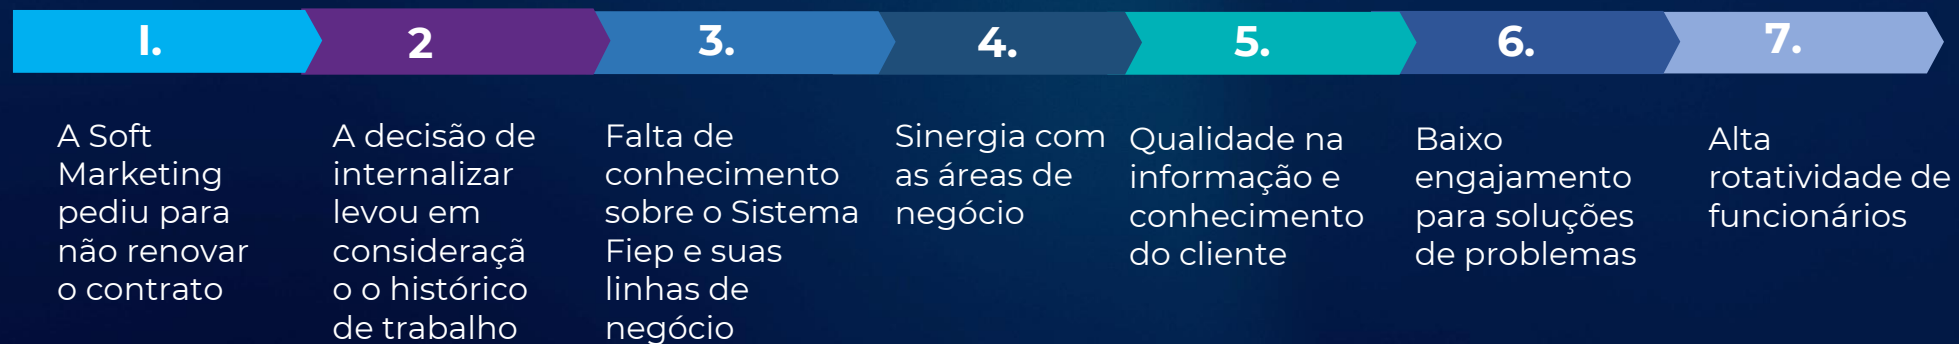 1.
2
3.
4.
5.
6.
7.
A Soft
Marketing
pediu para
não renovar
o contrato
A decisão de
internalizar
levou em
consideraçã
o o histórico
de trabalho
Falta de
conhecimento
sobre o Sistema
Fiep e suas
linhas de
negócio
Sinergia com
as áreas de
negócio
Qualidade na
informação e
conhecimento
do cliente
Baixo
engajamento
para soluções
de problemas
Alta
rotatividade de
funcionários